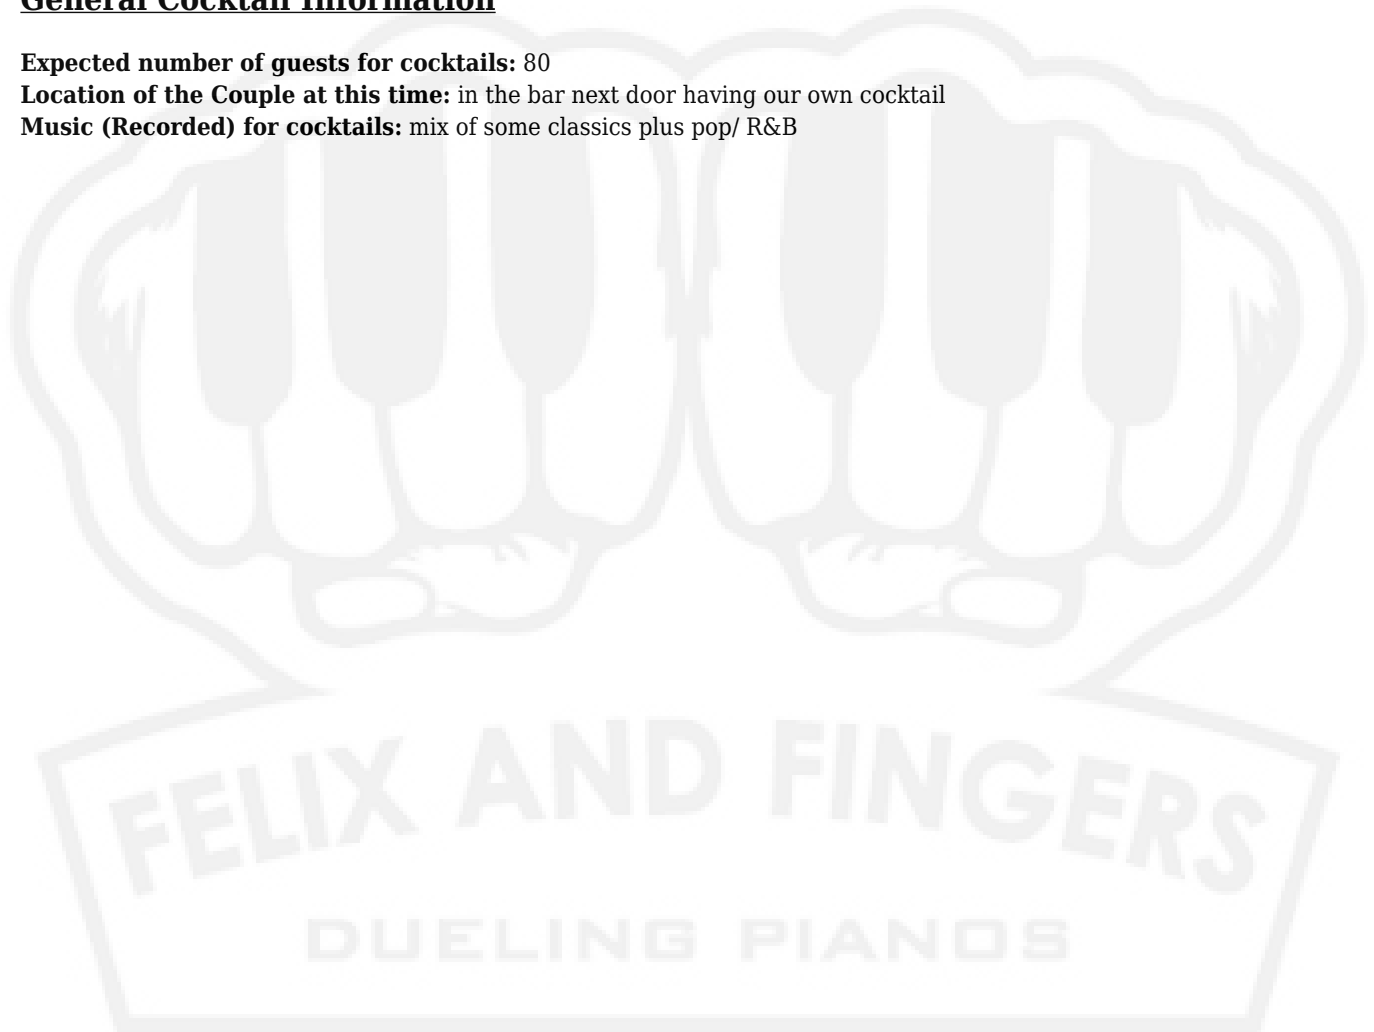 General Cocktail Information
Expected number of guests for cocktails: 80
Location of the Couple at this time: in the bar next door having our own cocktail
Music (Recorded) for cocktails: mix of some classics plus pop/ R&B
FELIX AND FINGERS
DUELING PIANOS